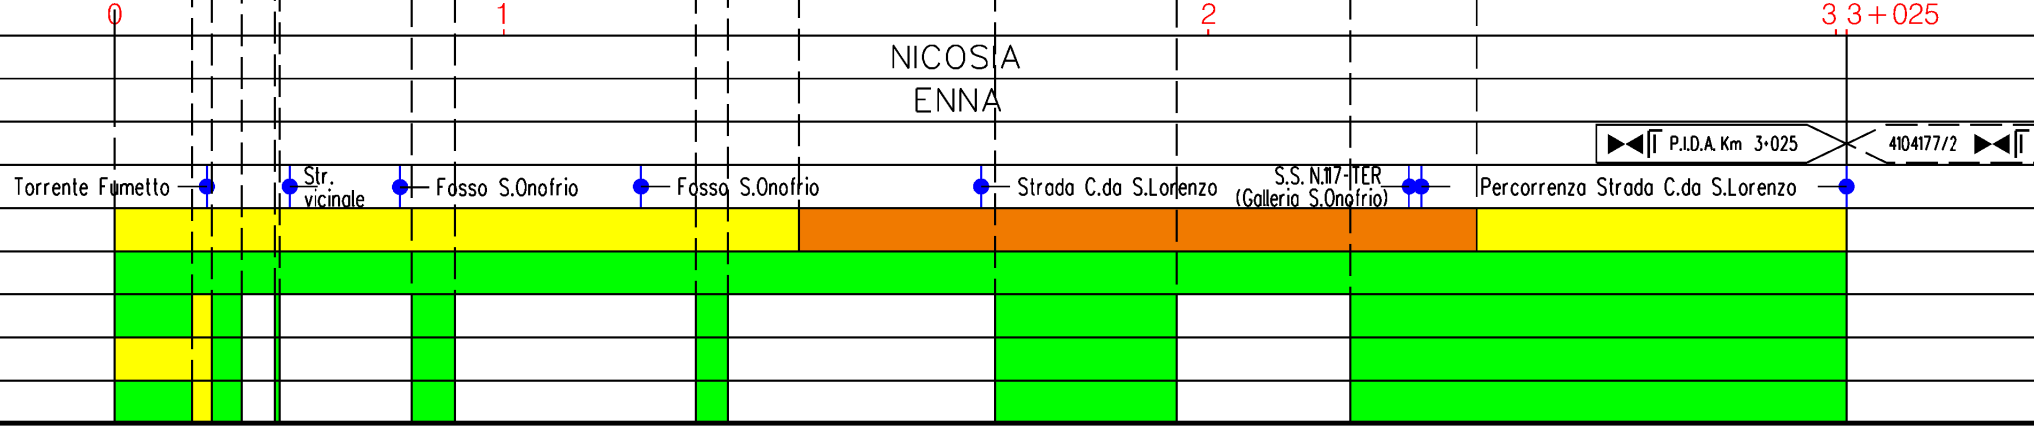 0 1 2 3 3+025
NICOSIA
ENNA
P.I.D.A. Km 3+025 4104177/2
Torrente Fumetto
Str.
vicinale
Fosso S.Onofrio
Fosso S.Onofrio
Strada C.da S.Lorenzo
S.S. N.117-TER
(Galleria S.Onofrio)
Percorrenza Strada C.da S.Lorenzo